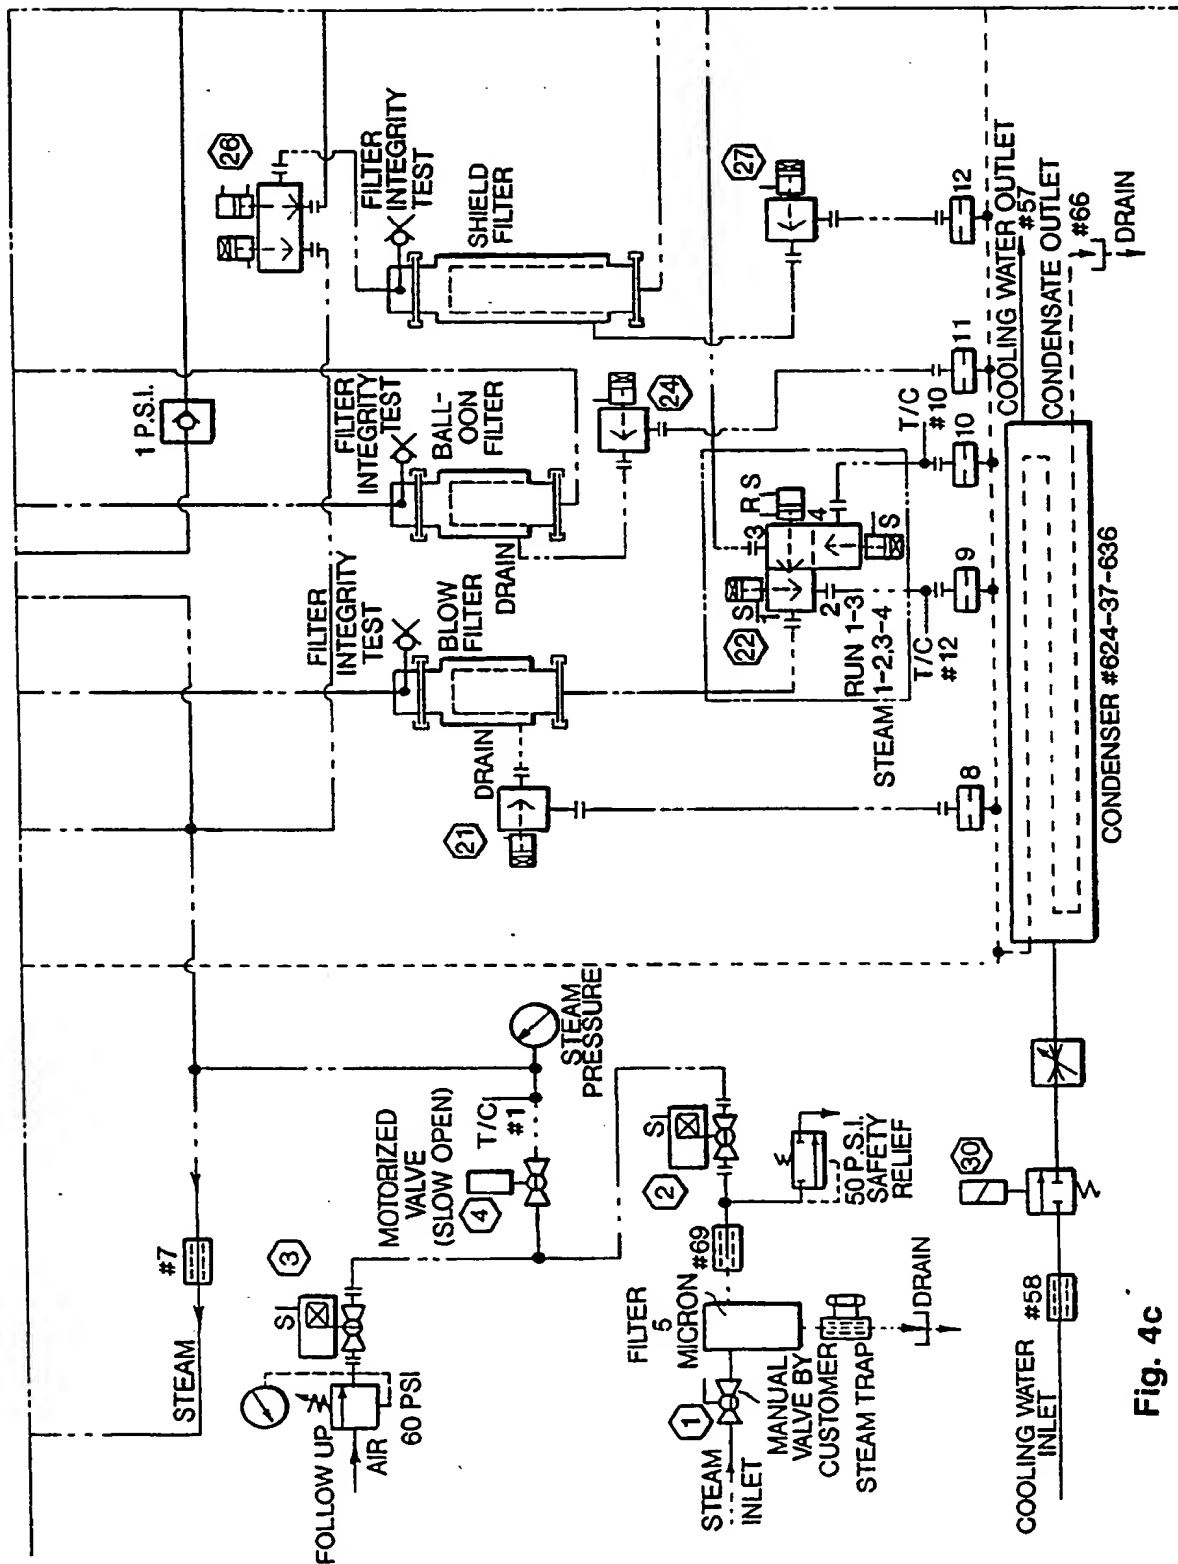 1 P.S.I.
26
FILTER
INTEGRITY
TEST
SHIELD
FILTER
27
12
COOLING WATER OUTLET
#57
CONDENSATE OUTLET
#66
DRAIN
FILTER
INTEGRITY
TEST
BALL-
OON
FILTER
DRAIN
24
11
T/C
#10
10
FILTER
INTEGRITY
TEST
BLOW
FILTER
DRAIN
21
22
S
1
2
3
4
R S
S
RUN 1-3
STEAM 1-2,3-4
T/C
#12
9
8
CONDENSER #624-37-636
#7
STEAM
STEAM
PRESSURE
T/C
#1
MOTORIZED
VALVE
(SLOW OPEN)
4
3
S
FOLLOW UP
AIR
60 PSI
S
2
50 P.S.I.
SAFETY
RELIEF
#69
FILTER
5
MICRON
1
STEAM
INLET
MANUAL
VALVE BY
CUSTOMER
STEAM TRAP
DRAIN
30
#58
COOLING WATER
INLET
Fig. 4c